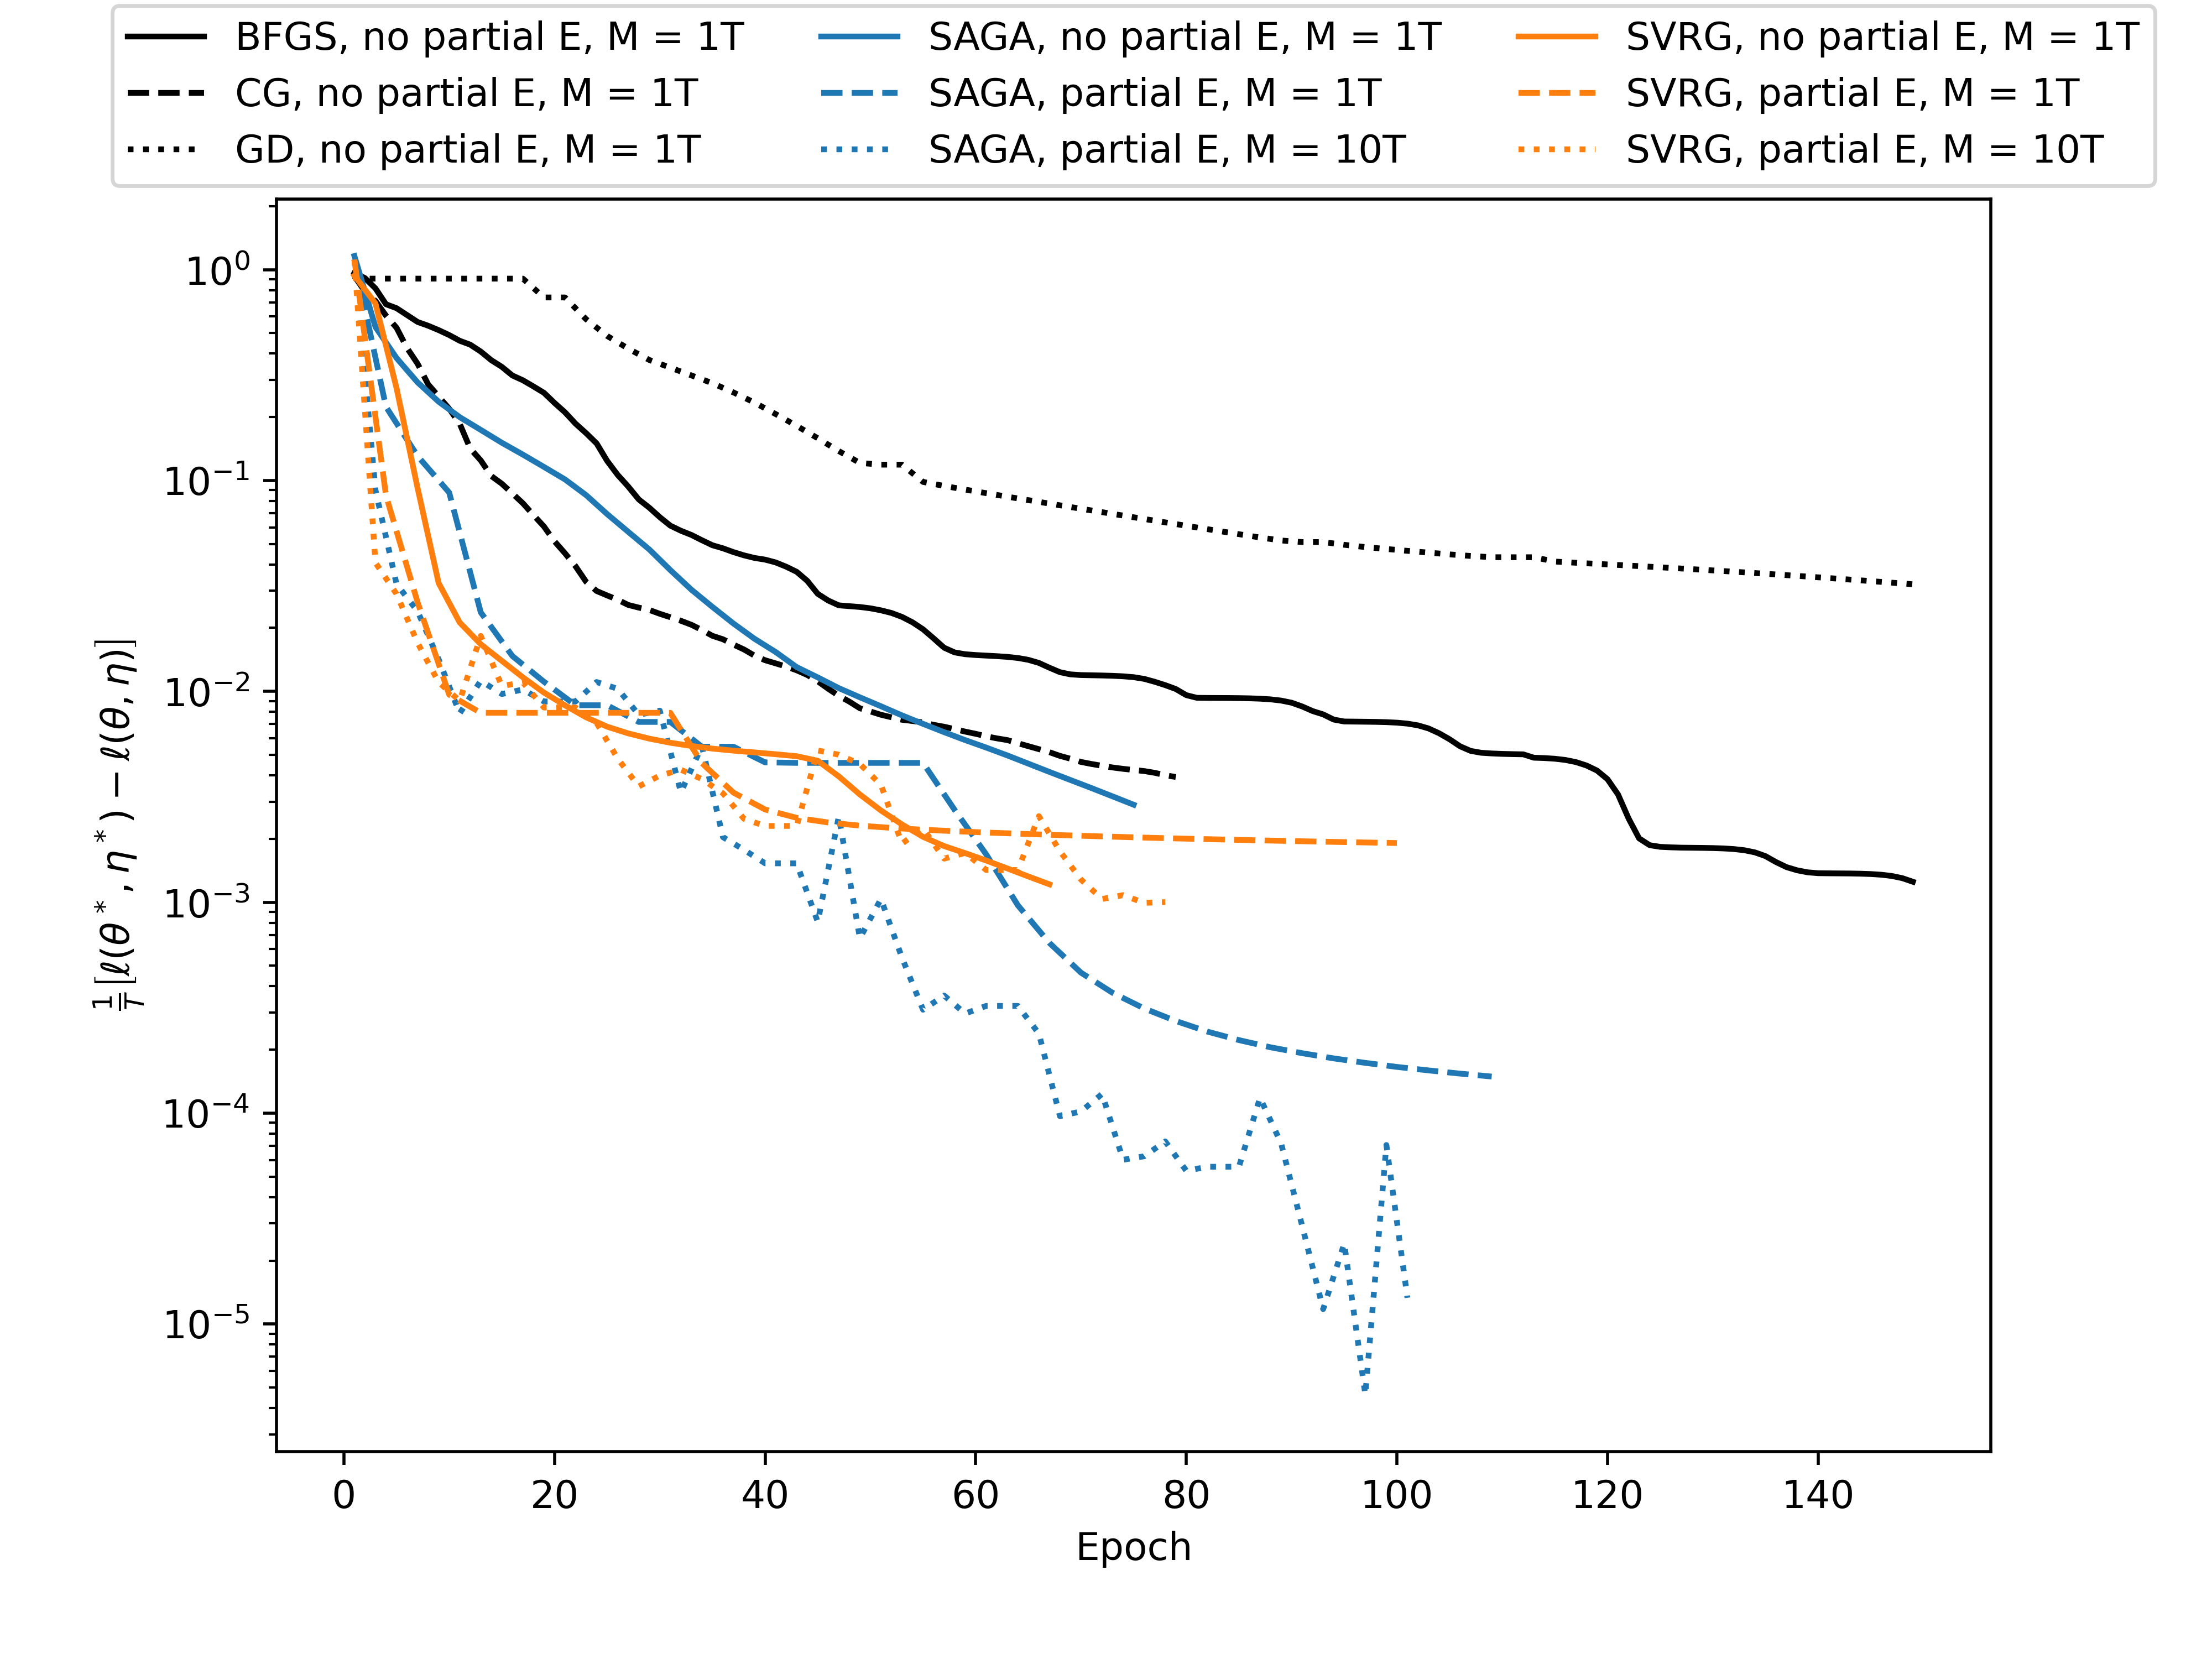 BFGS, no partial E, M = 1T
CG, no partial E, M = 1T
GD, no partial E, M = 1T
SAGA, no partial E, M = 1T
SAGA, partial E, M = 1T
SAGA, partial E, M = 10T
SVRG, no partial E, M = 1T
SVRG, partial E, M = 1T
SVRG, partial E, M = 10T
10⁰
10⁻¹
10⁻²
10⁻³
10⁻⁴
10⁻⁵
1/T [ℓ(θ*, η*) − ℓ(θ, η)]
0 20 40 60 80 100 120 140
Epoch